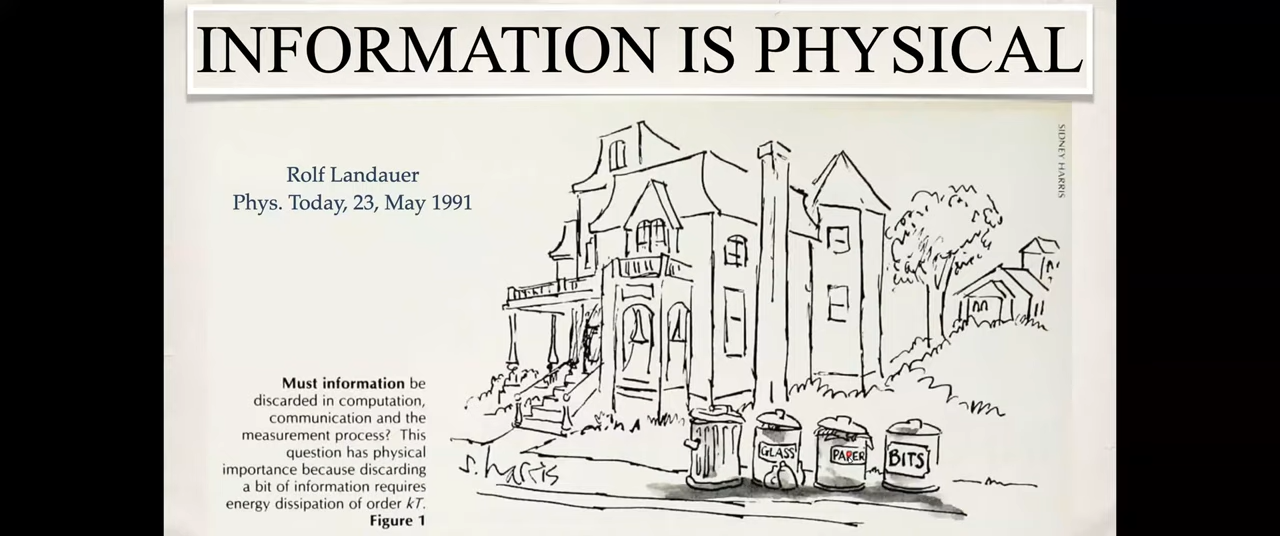 INFORMATION IS PHYSICAL
SIDNEY HARRIS
Rolf Landauer
Phys. Today, 23, May 1991
Must information be
discarded in computation,
communication and the
measurement process? This
question has physical
importance because discarding
a bit of information requires
energy dissipation of order kT.
Figure 1
GLASS
PAPER
BITS
S. Harris